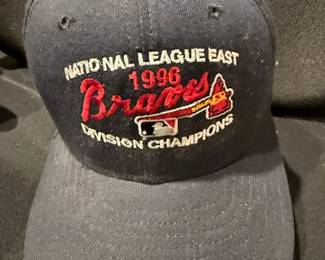 NATIONAL LEAGUE EAST
1996
Braves
DIVISION CHAMPIONS